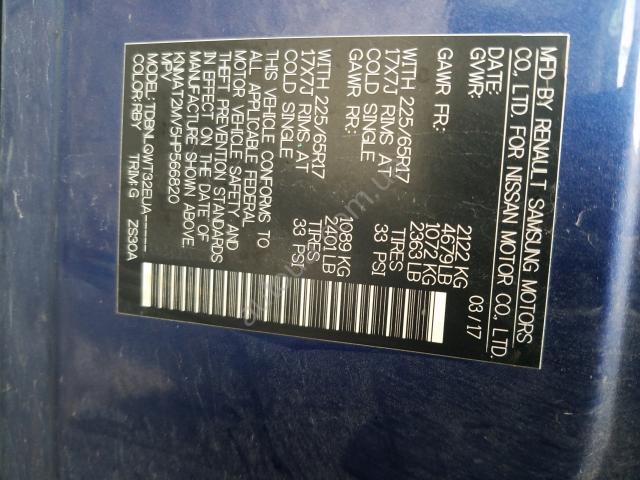 MFD BY RENAULT SAMSUNG MOTORS
CO., LTD. FOR NISSAN MOTOR CO., LTD.
DATE: 03/17
GVWR: 2122 KG
4679 LB
GAWR FR: 1072 KG
2363 LB
WITH 225/65R17 TIRES
17X7J RIMS AT 33 PSI
COLD SINGLE
GAWR RR: 1089 KG
2401 LB
WITH 225/65R17 TIRES
17X7J RIMS AT 33 PSI
COLD SINGLE
THIS VEHICLE CONFORMS TO
ALL APPLICABLE FEDERAL
MOTOR VEHICLE SAFETY AND
THEFT PREVENTION STANDARDS
IN EFFECT ON THE DATE OF
MANUFACTURE SHOWN ABOVE.
KNMAT2MV5HP566820
MPV
MODEL: TDBNLGWT32EUA-----
COLOR: RBY TRIM: G ZS30A